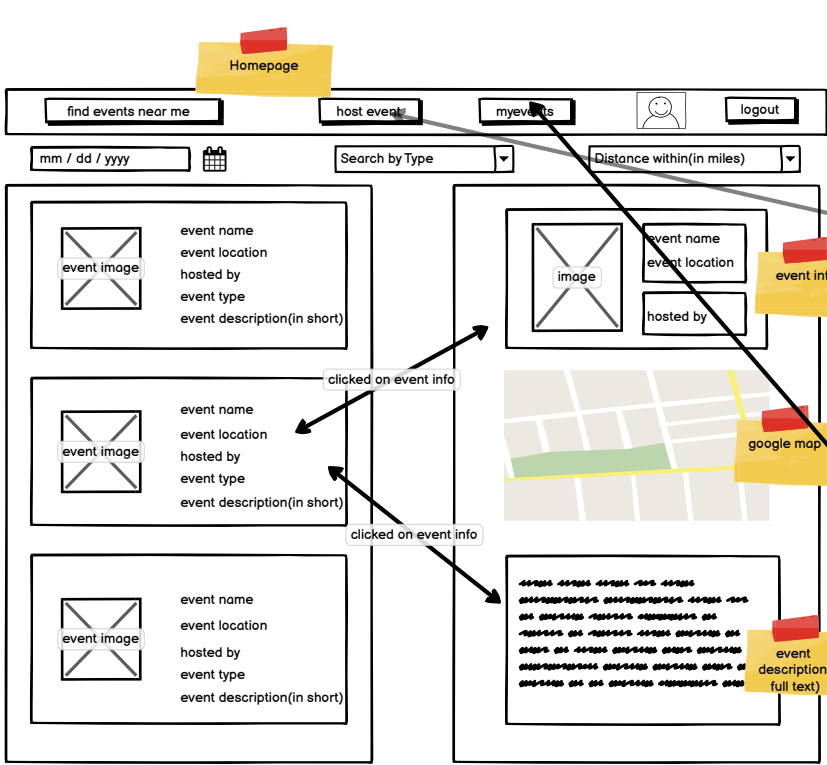 Homepage
find events near me
host event
myevents
logout
mm / dd / yyyy
Search by Type
Distance within(in miles)
event image
event name
event location
hosted by
event type
event description(in short)
event image
event name
event location
hosted by
event type
event description(in short)
event image
event name
event location
hosted by
event type
event description(in short)
clicked on event info
clicked on event info
image
event name
event location
hosted by
event inf
google map
event
description
full text)